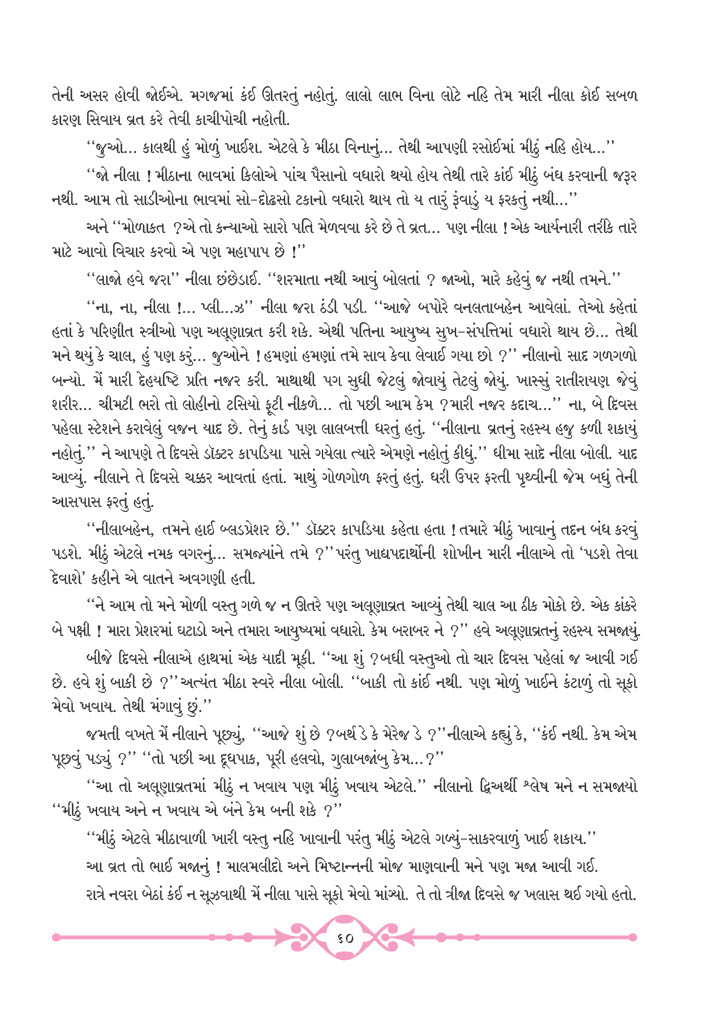 તેની અસર હોવી જોઈએ. મગજમાં કંઈ ઊતરતું નહોતું. લાલો લાભ વિના લોટે નહિ તેમ મારી નીલા કોઈ સબળ
કારણ સિવાય વ્રત કરે તેવી કાચીપોચી નહોતી.
‘‘જુઓ... કાલથી હું મોળું ખાઈશ. એટલે કે મીઠા વિનાનું... તેથી આપણી રસોઈમાં મીઠું નહિ હોય...’’
‘‘જો નીલા ! મીઠાના ભાવમાં કિલોએ પાંચ પૈસાનો વધારો થયો હોય તેથી તારે કાંઈ મીઠું બંધ કરવાની જરૂર
નથી. આમ તો સાડીઓના ભાવમાં સો-દોઢસો ટકાનો વધારો થાય તો ય તારું રૂંવાડું ય ફરકતું નથી...’’
અને ‘‘મોળાકત ? એ તો કન્યાઓ સારો પતિ મેળવવા કરે છે તે વ્રત... પણ નીલા ! એક આર્યનારી તરીકે તારે
માટે આવો વિચાર કરવો એ પણ મહાપાપ છે !’’
‘‘લાજો હવે જરા’’ નીલા છંછેડાઈ. ‘‘શરમાતા નથી આવું બોલતાં ? જાઓ, મારે કહેવું જ નથી તમને.’’
‘‘ના, ના, નીલા !... પ્લી...ઝ’’ નીલા જરા ઠંડી પડી. ‘‘આજે બપોરે વનલતાબહેન આવેલાં. તેઓ કહેતાં
હતાં કે પરિણીત સ્ત્રીઓ પણ અલૂણાવ્રત કરી શકે. એથી પતિના આયુષ્ય સુખ-સંપત્તિમાં વધારો થાય છે... તેથી
મને થયું કે ચાલ, હું પણ કરું... જુઓને ! હમણાં હમણાં તમે સાવ કેવા લેવાઈ ગયા છો ?’’ નીલાનો સાદ ગળગળો
બન્યો. મેં મારી દેહયષ્ટિ પ્રતિ નજર કરી. માથાથી પગ સુધી જેટલું જોવાયું તેટલું જોયું. ખાસ્સું રાતીરાયણ જેવું
શરીર... ચીમટી ભરો તો લોહીનો ટસિયો ફૂટી નીકળે... તો પછી આમ કેમ ? મારી નજર કદાચ...’’ ના, બે દિવસ
પહેલા સ્ટેશને કરાવેલું વજન યાદ છે. તેનું કાર્ડ પણ લાલબત્તી ધરતું હતું. ‘‘નીલાના વ્રતનું રહસ્ય હજુ કળી શકાયું
નહોતું.’’ ને આપણે તે દિવસે ડૉક્ટર કાપડિયા પાસે ગયેલા ત્યારે એમણે નહોતું કીધું.’’ ધીમા સાદે નીલા બોલી. યાદ
આવ્યું. નીલાને તે દિવસે ચક્કર આવતાં હતાં. માથું ગોળગોળ ફરતું હતું. ધરી ઉપર ફરતી પૃથ્વીની જેમ બધું તેની
આસપાસ ફરતું હતું.
‘‘નીલાબહેન, તમને હાઈ બ્લડપ્રેશર છે.’’ ડૉક્ટર કાપડિયા કહેતા હતા ! તમારે મીઠું ખાવાનું તદન બંધ કરવું
પડશે. મીઠું એટલે નમક વગરનું... સમજ્યાંને તમે ?’’ પરંતુ ખાદ્યપદાર્થોની શોખીન મારી નીલાએ તો ‘પડશે તેવા
દેવાશે’ કહીને એ વાતને અવગણી હતી.
‘‘ને આમ તો મને મોળી વસ્તુ ગળે જ ન ઊતરે પણ અલૂણાવ્રત આવ્યું તેથી ચાલ આ ઠીક મોકો છે. એક કાંકરે
બે પક્ષી ! મારા પ્રેશરમાં ઘટાડો અને તમારા આયુષ્યમાં વધારો. કેમ બરાબર ને ?’’ હવે અલૂણાવ્રતનું રહસ્ય સમજાયું.
બીજે દિવસે નીલાએ હાથમાં એક યાદી મૂકી. ‘‘આ શું ? બધી વસ્તુઓ તો ચાર દિવસ પહેલાં જ આવી ગઈ
છે. હવે શું બાકી છે ?’’ અત્યંત મીઠા સ્વરે નીલા બોલી. ‘‘બાકી તો કાંઈ નથી. પણ મોળું ખાઈને કંટાળું તો સૂકો
મેવો ખવાય. તેથી મંગાવું છું.’’
જમતી વખતે મેં નીલાને પૂછ્યું, ‘‘આજે શું છે ? બર્થ ડે કે મેરેજ ડે ?’’ નીલાએ કહ્યું કે, ‘‘કંઈ નથી. કેમ એમ
પૂછવું પડ્યું ?’’ ‘‘તો પછી આ દૂધપાક, પૂરી હલવો, ગુલાબજાંબુ કેમ...?’’
‘‘આ તો અલૂણાવ્રતમાં મીઠું ન ખવાય પણ મીઠું ખવાય એટલે.’’ નીલાનો દ્વિઅર્થી શ્લેષ મને ન સમજાયો
‘‘મીઠું ખવાય અને ન ખવાય એ બંને કેમ બની શકે ?’’
‘‘મીઠું એટલે મીઠાવાળી ખારી વસ્તુ નહિ ખાવાની પરંતુ મીઠું એટલે ગળ્યું-સાકરવાળું ખાઈ શકાય.’’
આ વ્રત તો ભાઈ મજાનું ! માલમલીદો અને મિષ્ટાન્નની મોજ માણવાની મને પણ મજા આવી ગઈ.
રાત્રે નવરા બેઠાં કંઈ ન સૂઝવાથી મેં નીલા પાસે સૂકો મેવો માંગ્યો. તે તો ત્રીજા દિવસે જ ખલાસ થઈ ગયો હતો.
૬૦